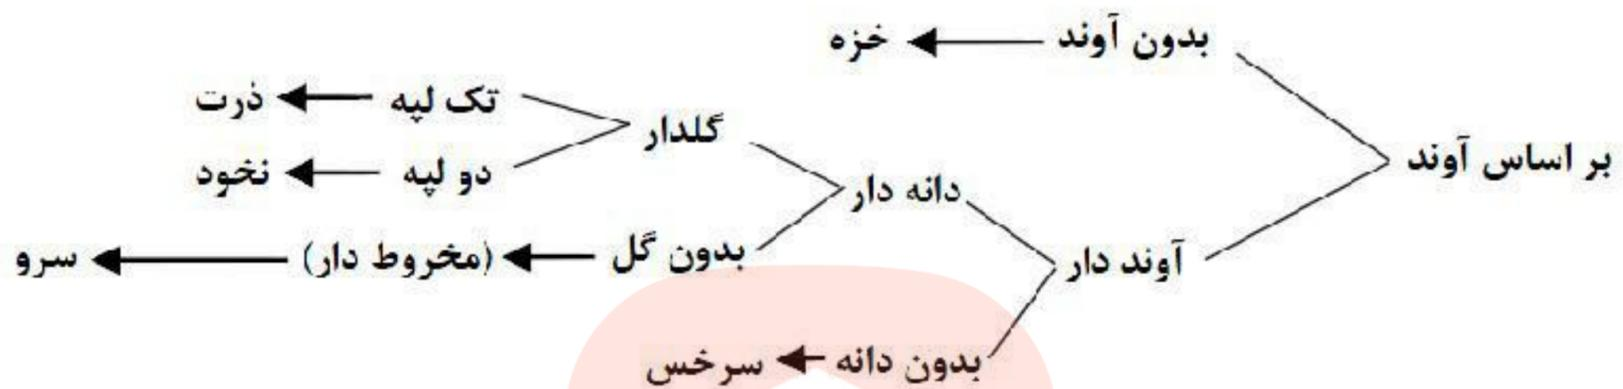 بدون آوند خزه
تک لپه ذرت
گلدار
دو لپه نخود
بر اساس آوند
دانه دار
بدون گل (مخروط دار) سرو
آوند دار
بدون دانه سرخس